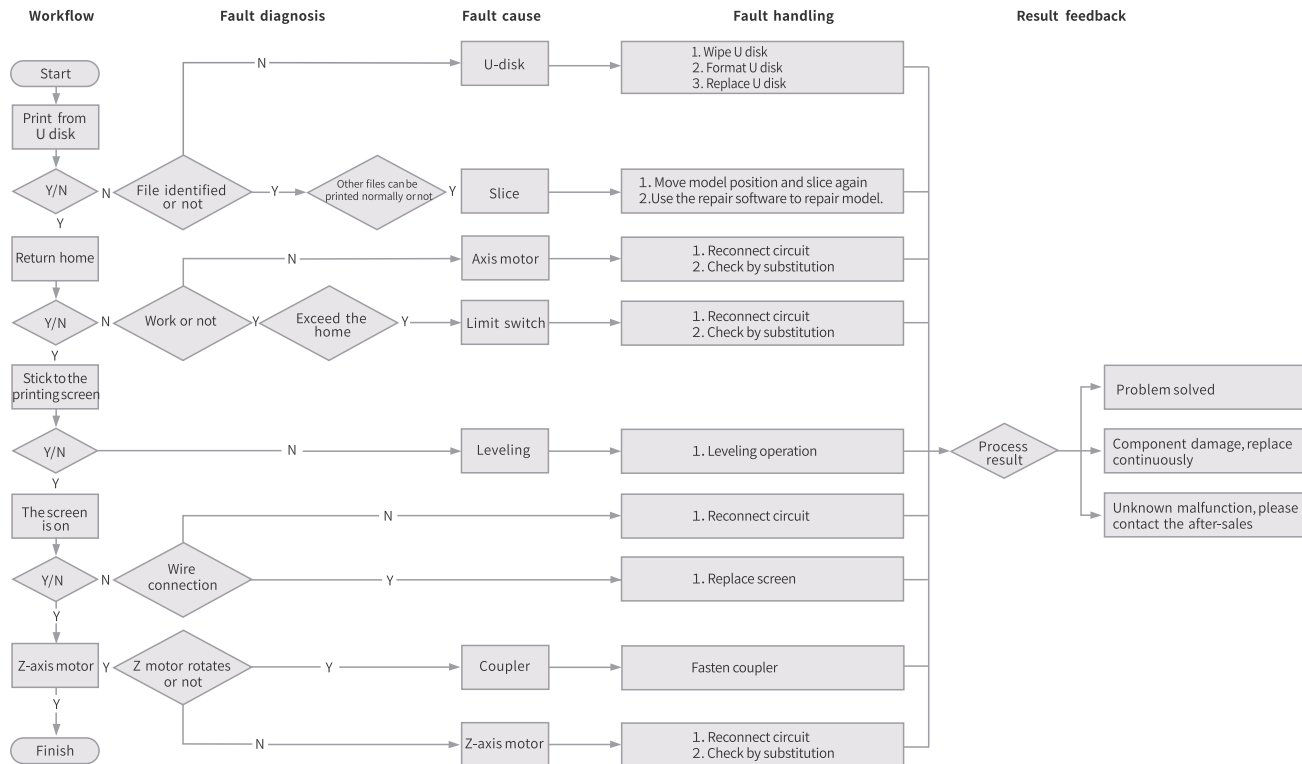 Workflow
Fault diagnosis
Fault cause
Fault handling
Result feedback
Start
Print from
U disk
Y/N
N
File identified
or not
N
U-disk
1. Wipe U disk
2. Format U disk
3. Replace U disk
Y
Other files can be
printed normally or not
Y
Slice
1. Move model position and slice again
2.Use the repair software to repair model.
Y
Return home
Y/N
N
Work or not
N
Axis motor
1. Reconnect circuit
2. Check by substitution
Y
Exceed the
home
Y
Limit switch
1. Reconnect circuit
2. Check by substitution
Y
Stick to the
printing screen
Y/N
N
Leveling
1. Leveling operation
Y
The screen
is on
Y/N
N
Wire
connection
N
1. Reconnect circuit
Y
1. Replace screen
Y
Z-axis motor
Y
Z motor rotates
or not
Y
Coupler
Fasten coupler
N
Z-axis motor
1. Reconnect circuit
2. Check by substitution
Y
Finish
Process
result
Problem solved
Component damage, replace
continuously
Unknown malfunction, please
contact the after-sales